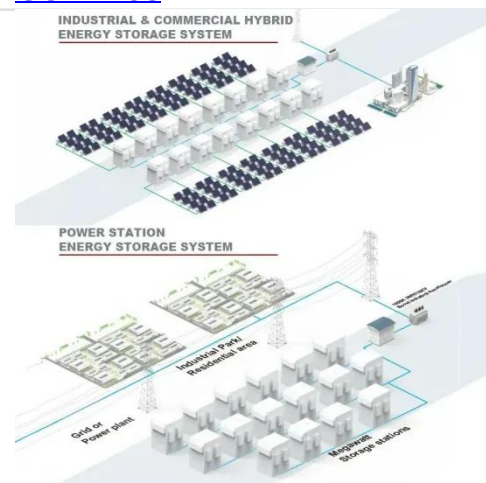 INDUSTRIAL & COMMERCIAL HYBRID
ENERGY STORAGE SYSTEM
POWER STATION
ENERGY STORAGE SYSTEM
Industrial Park/
Residential area
Grid or
Power plant
Megawatt
Storage stations